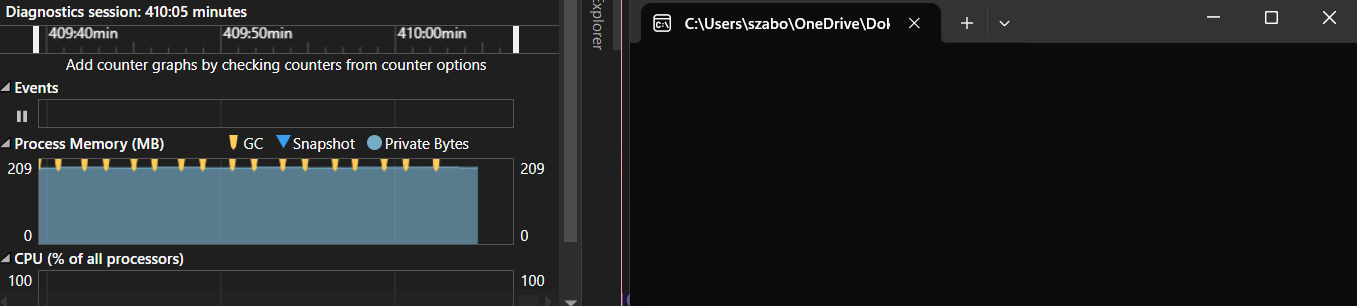 Diagnostics session: 410:05 minutes
409:40min 409:50min 410:00min
Add counter graphs by checking counters from counter options
Events
Process Memory (MB) GC Snapshot Private Bytes
209 209
0 0
CPU (% of all processors)
100 100
Explorer
C:\Users\szabo\OneDrive\Dok